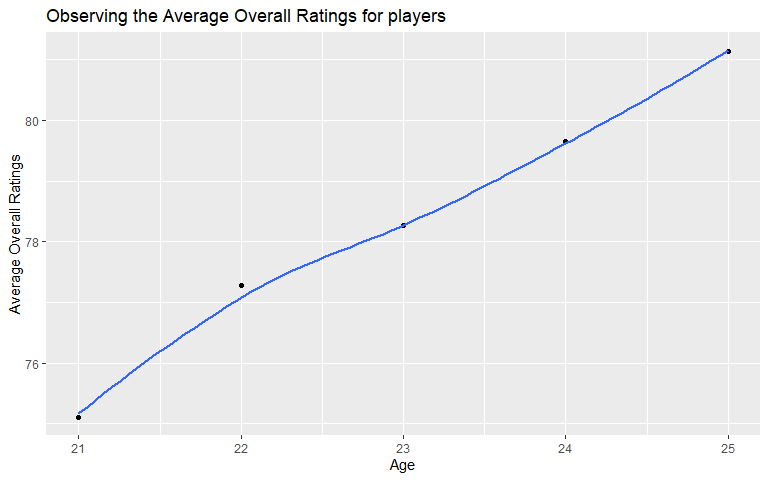 Observing the Average Overall Ratings for players
Average Overall Ratings
80
78
76
21 22 23 24 25
Age